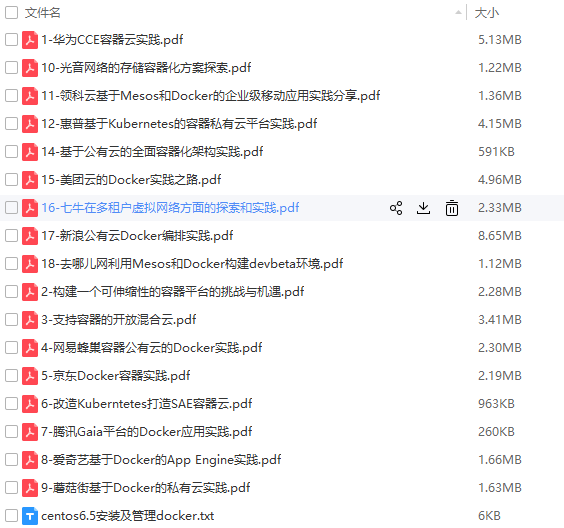 文件名 大小
1-华为CCE容器云实践.pdf 5.13MB
10-光音网络的存储容器化方案探索.pdf 1.22MB
11-领科云基于Mesos和Docker的企业级移动应用实践分享.pdf 1.36MB
12-惠普基于Kubernetes的容器私有云平台实践.pdf 4.15MB
14-基于公有云的全面容器化架构实践.pdf 591KB
15-美团云的Docker实践之路.pdf 4.96MB
16-七牛在多租户虚拟网络方面的探索和实践.pdf 2.33MB
17-新浪公有云Docker编排实践.pdf 8.65MB
18-去哪儿网利用Mesos和Docker构建devbeta环境.pdf 1.12MB
2-构建一个可伸缩性的容器平台的挑战与机遇.pdf 2.28MB
3-支持容器的开放混合云.pdf 3.41MB
4-网易蜂巢容器公有云的Docker实践.pdf 2.30MB
5-京东Docker容器实践.pdf 2.19MB
6-改造Kuberntetes打造SAE容器云.pdf 963KB
7-腾讯Gaia平台的Docker应用实践.pdf 260KB
8-爱奇艺基于Docker的App Engine实践.pdf 1.66MB
9-蘑菇街基于Docker的私有云实践.pdf 1.63MB
centos6.5安装及管理docker.txt 6KB